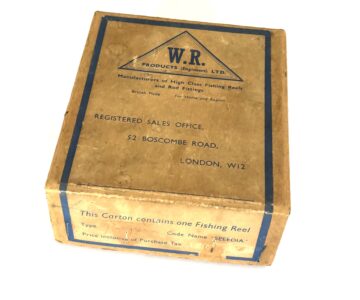 W.R.
PRODUCTS (Engineers) LTD.
Manufacturers of High Class Fishing Reels
and Rod Fittings
British Made For Home and Export
REGISTERED SALES OFFICE,
52 BOSCOMBE ROAD,
LONDON, W12
This Carton contains one Fishing Reel
Type Code Name "SPEEDIA"
Price inclusive of Purchase Tax